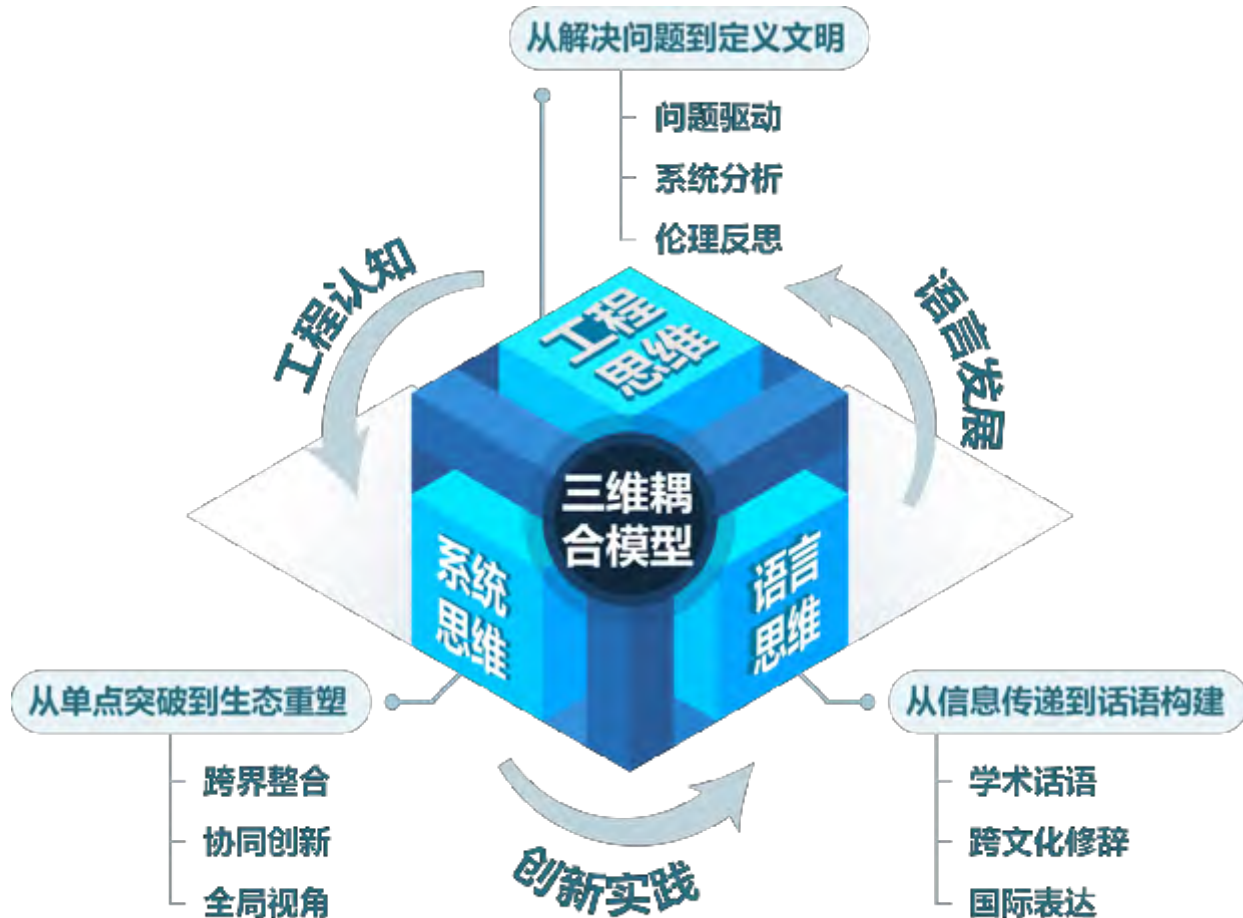 从解决问题到定义文明
问题驱动
系统分析
伦理反思
工程认知
语言发展
工程
思维
三维耦
合模型
系统
思维
语言
思维
从单点突破到生态重塑
跨界整合
协同创新
全局视角
从信息传递到话语构建
学术话语
跨文化修辞
国际表达
创新实践